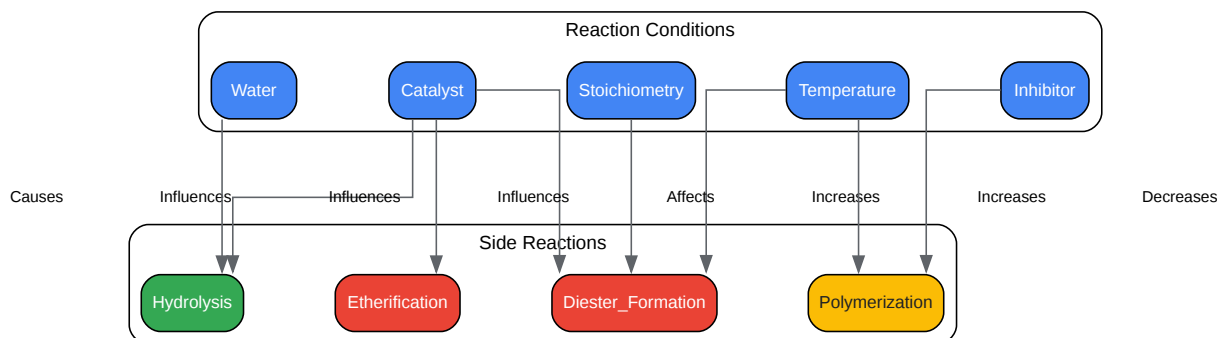 Reaction Conditions
Water
Catalyst
Stoichiometry
Temperature
Inhibitor
Causes
Influences
Influences
Influences
Affects
Increases
Increases
Decreases
Side Reactions
Hydrolysis
Etherification
Diester_Formation
Polymerization